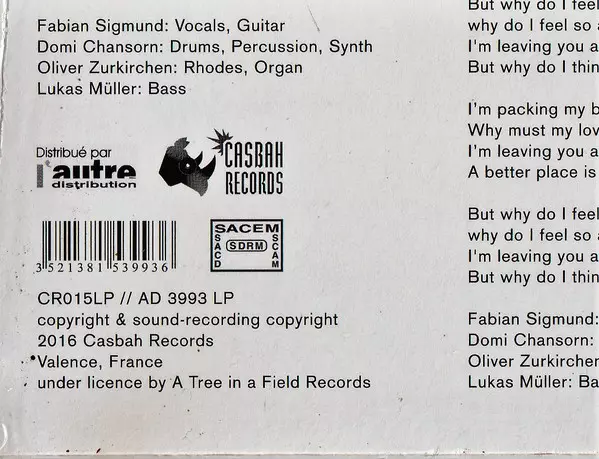 Fabian Sigmund: Vocals, Guitar
Domi Chansorn: Drums, Percussion, Synth
Oliver Zurkirchen: Rhodes, Organ
Lukas Müller: Bass
Distribué par
l'autre
distribution
CASBAH
RECORDS
3 521381 539936
SACEM
SACD
SDRM
SCAM
CR015LP // AD 3993 LP
copyright & sound-recording copyright
2016 Casbah Records
Valence, France
under licence by A Tree in a Field Records
But why do I feel
why do I feel so
I'm leaving you a
But why do I thin
I'm packing my b
Why must my lov
I'm leaving you a
A better place is
But why do I feel
why do I feel so
I'm leaving you a
But why do I thin
Fabian Sigmund:
Domi Chansorn:
Oliver Zurkirchen
Lukas Müller: Ba